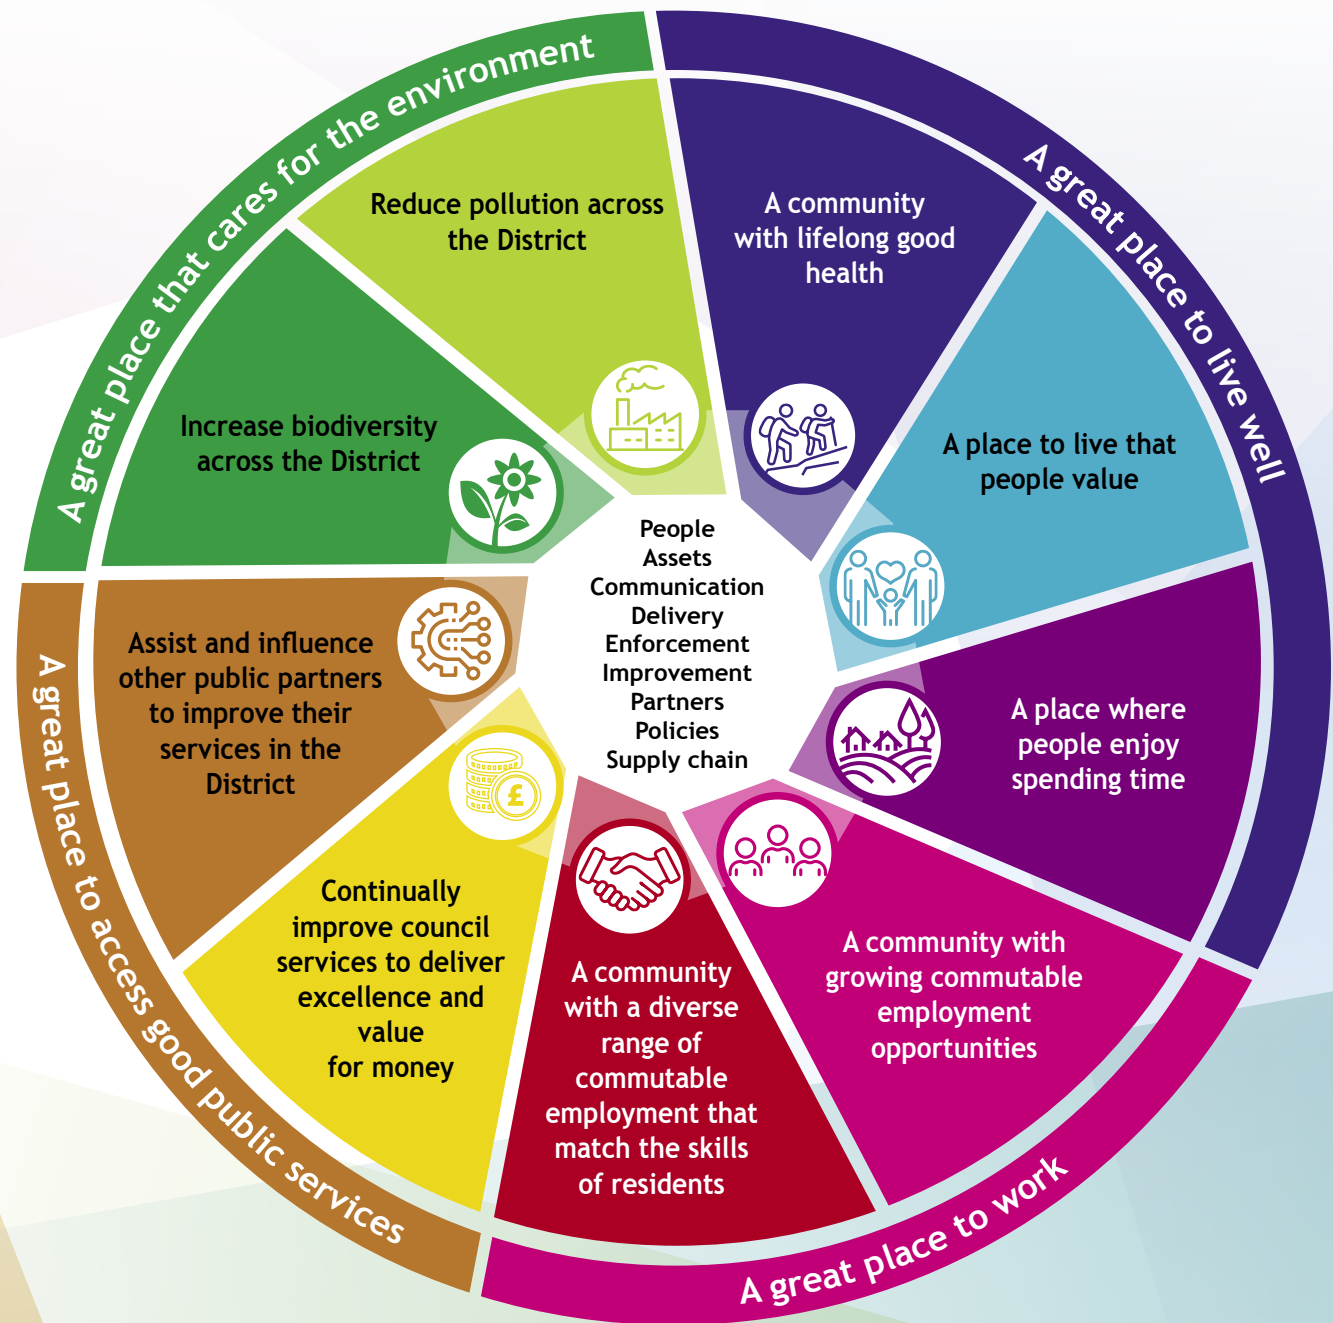 A great place that cares for the environment
A great place to live well
Reduce pollution across
the District
A community
with lifelong good
health
Increase biodiversity
across the District
A place to live that
people value
People
Assets
Communication
Delivery
Enforcement
Improvement
Partners
Policies
Supply chain
Assist and influence
other public partners
to improve their
services in the
District
A place where
people enjoy
spending time
£
Continually
improve council
services to deliver
excellence and
value
for money
A community
with a diverse
range of
commutable
employment that
match the skills
of residents
A community with
growing commutable
employment
opportunities
A great place to access good public services
A great place to work